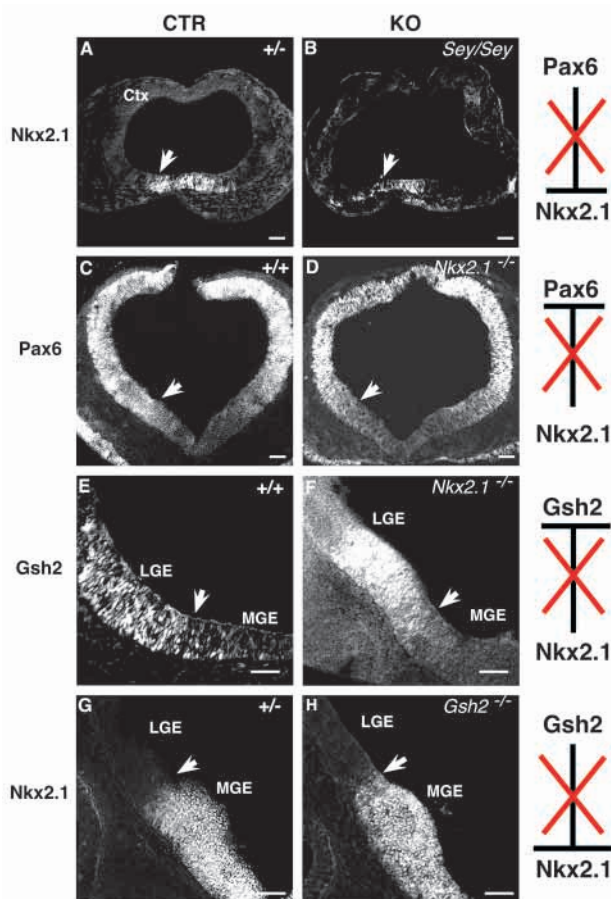 CTR KO
A +/- B Sey/Sey Pax6
Ctx
Nkx2.1
Nkx2.1
C +/+ D Nkx2.1 -/- Pax6
Pax6
Nkx2.1
E +/+ F Nkx2.1 -/- Gsh2
LGE LGE
Gsh2
MGE MGE
Nkx2.1
G +/- H Gsh2 -/- Gsh2
LGE LGE
MGE MGE
Nkx2.1
Nkx2.1